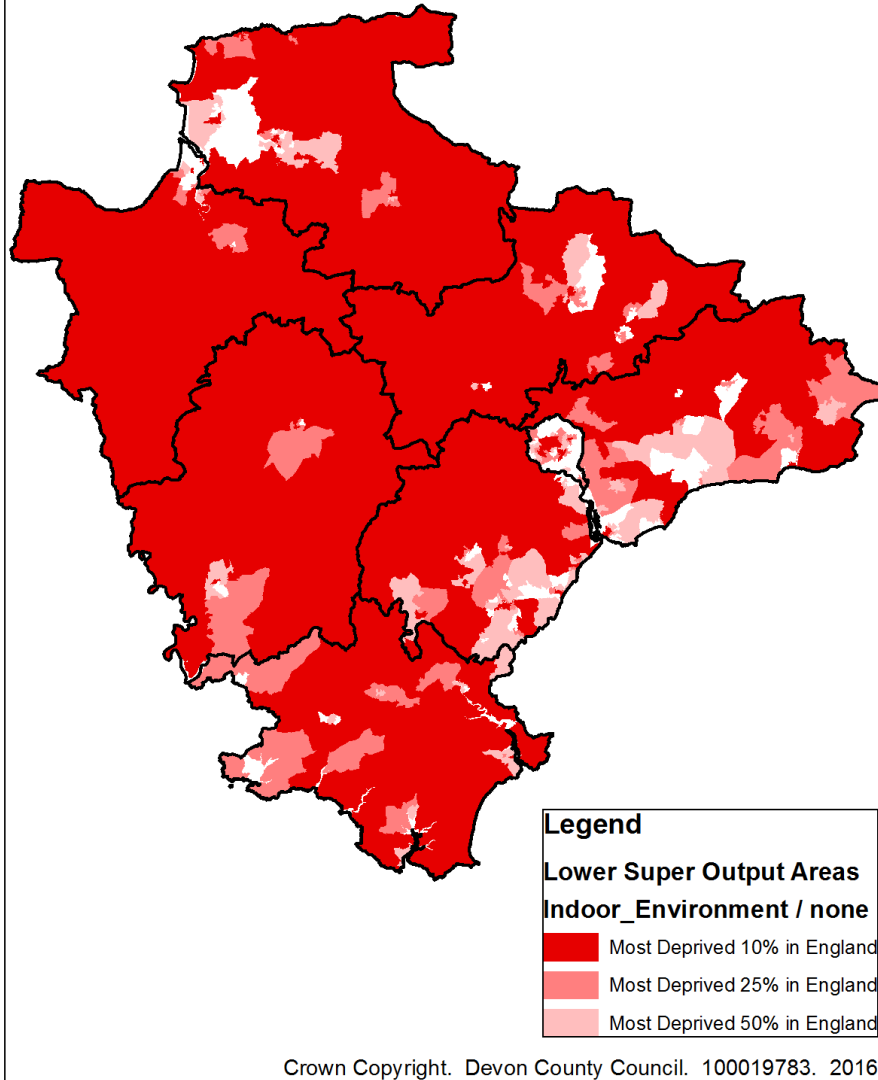 Legend
Lower Super Output Areas
Indoor_Environment / none
Most Deprived 10% in England
Most Deprived 25% in England
Most Deprived 50% in England
Crown Copyright. Devon County Council. 100019783. 2016